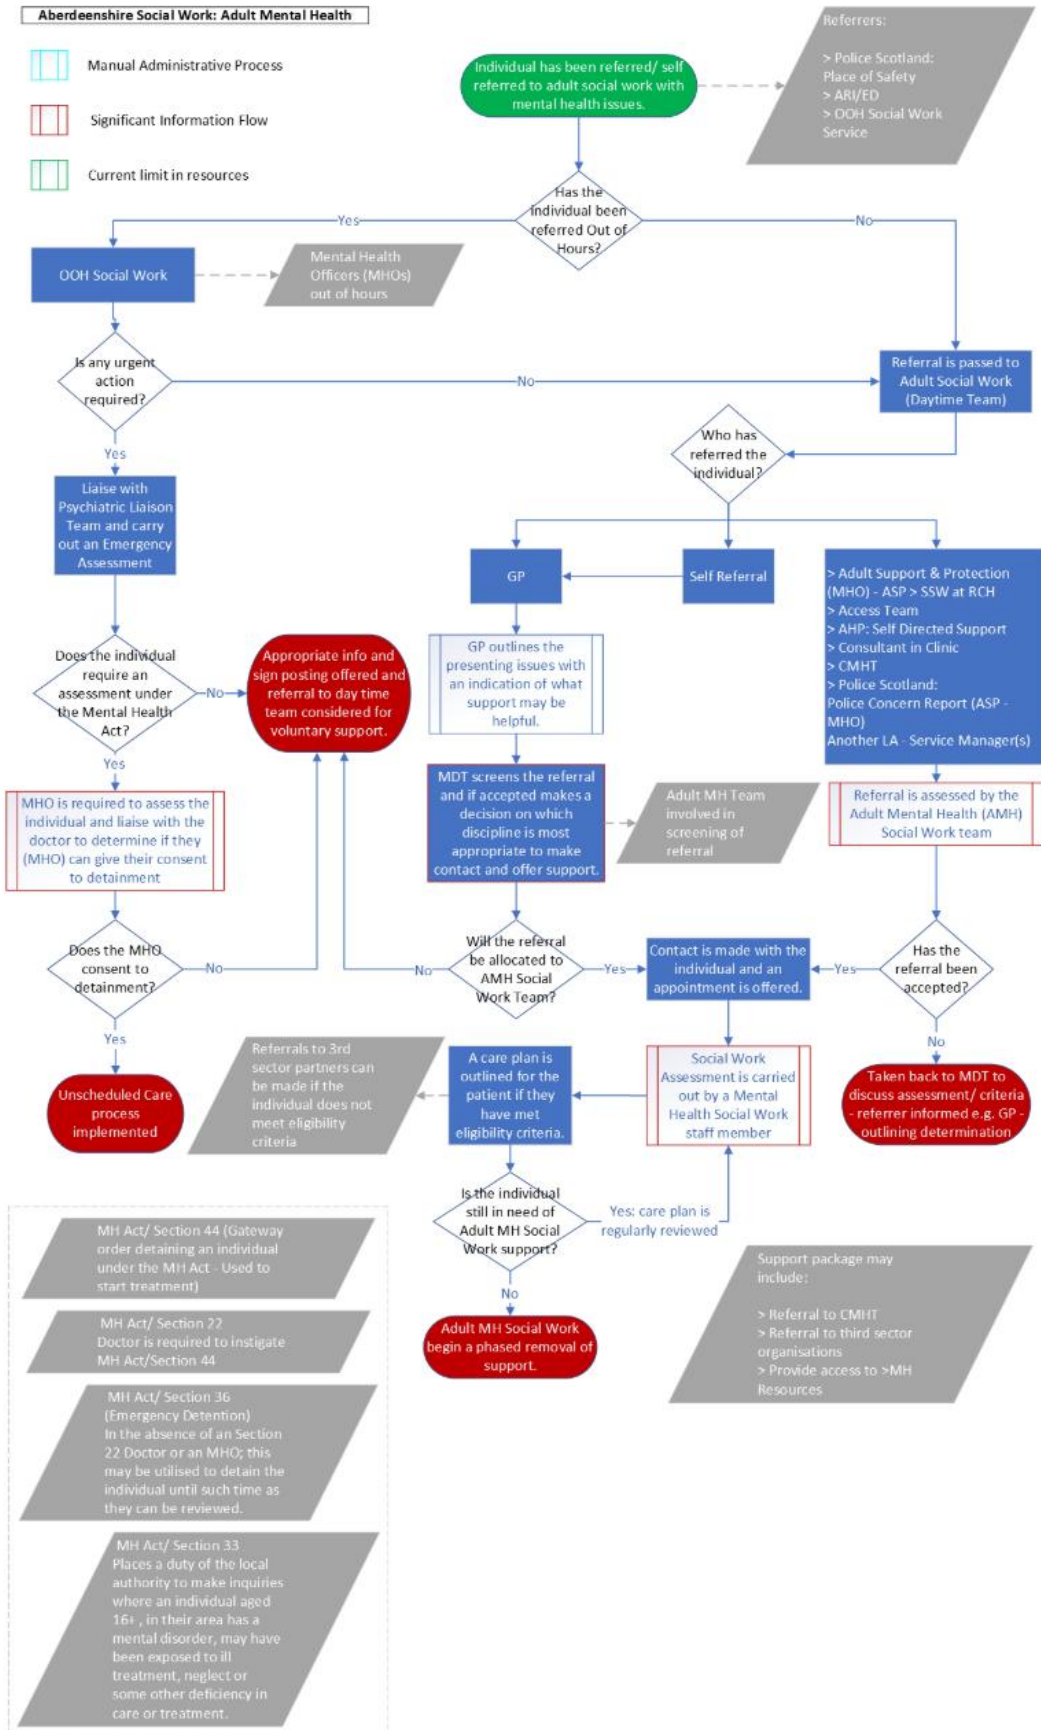 Aberdeenshire Social Work: Adult Mental Health
Manual Administrative Process
Significant Information Flow
Current limit in resources
Individual has been referred/ self
referred to adult social work with
mental health issues.
Referrers:
> Police Scotland:
Place of Safety
> ARI/ED
> OOH Social Work
Service
Has the
individual been
referred Out of
Hours?
Yes
No
OOH Social Work
Mental Health
Officers (MHOs)
out of hours
Is any urgent
action
required?
No
Referral is passed to
Adult Social Work
(Daytime Team)
Yes
Who has
referred the
individual?
Liaise with
Psychiatric Liaison
Team and carry
out an Emergency
Assessment
GP
Self Referral
> Adult Support & Protection
(MHO) - ASP > SSW at RCH
> Access Team
> AHP: Self Directed Support
> Consultant in Clinic
> CMHT
> Police Scotland:
Police Concern Report (ASP -
MHO)
Another LA - Service Manager(s)
Does the individual
require an
assessment under
the Mental Health
Act?
No
Appropriate info and
sign posting offered and
referral to day time
team considered for
voluntary support.
GP outlines the
presenting issues with
an indication of what
support may be
helpful.
Yes
MHO is required to assess the
individual and liaise with the
doctor to determine if they
(MHO) can give their consent
to detainment
MDT screens the referral
and if accepted makes a
decision on which
discipline is most
appropriate to make
contact and offer support.
Adult MH Team
involved in
screening of
referral
Referral is assessed by the
Adult Mental Health (AMH)
Social Work team
Does the MHO
consent to
detainment?
No
No
Will the referral
be allocated to
AMH Social
Work Team?
Yes
Contact is made with the
individual and an
appointment is offered.
Yes
Has the
referral been
accepted?
Yes
No
Unscheduled Care
process
implemented
Referrals to 3rd
sector partners can
be made if the
individual does not
meet eligibility
criteria
A care plan is
outlined for the
patient if they
have met
eligibility criteria.
Social Work
Assessment is carried
out by a Mental
Health Social Work
staff member
Taken back to MDT to
discuss assessment/ criteria
- referrer informed e.g. GP -
outlining determination
Is the individual
still in need of
Adult MH Social
Work support?
Yes: care plan is
regularly reviewed
No
Adult MH Social Work
begin a phased removal of
support.
Support package may
include:
> Referral to CMHT
> Referral to third sector
organisations
> Provide access to >MH
Resources
MH Act/ Section 44 (Gateway
order detaining an individual
under the MH Act - Used to
start treatment)
MH Act/ Section 22
Doctor is required to instigate
MH Act/Section 44
MH Act/ Section 36
(Emergency Detention)
In the absence of an Section
22 Doctor or an MHO; this
may be utilised to detain the
individual until such time as
they can be reviewed.
MH Act/ Section 33
Places a duty of the local
authority to make inquiries
where an individual aged
16+ , in their area has a
mental disorder, may have
been exposed to ill
treatment, neglect or
some other deficiency in
care or treatment.